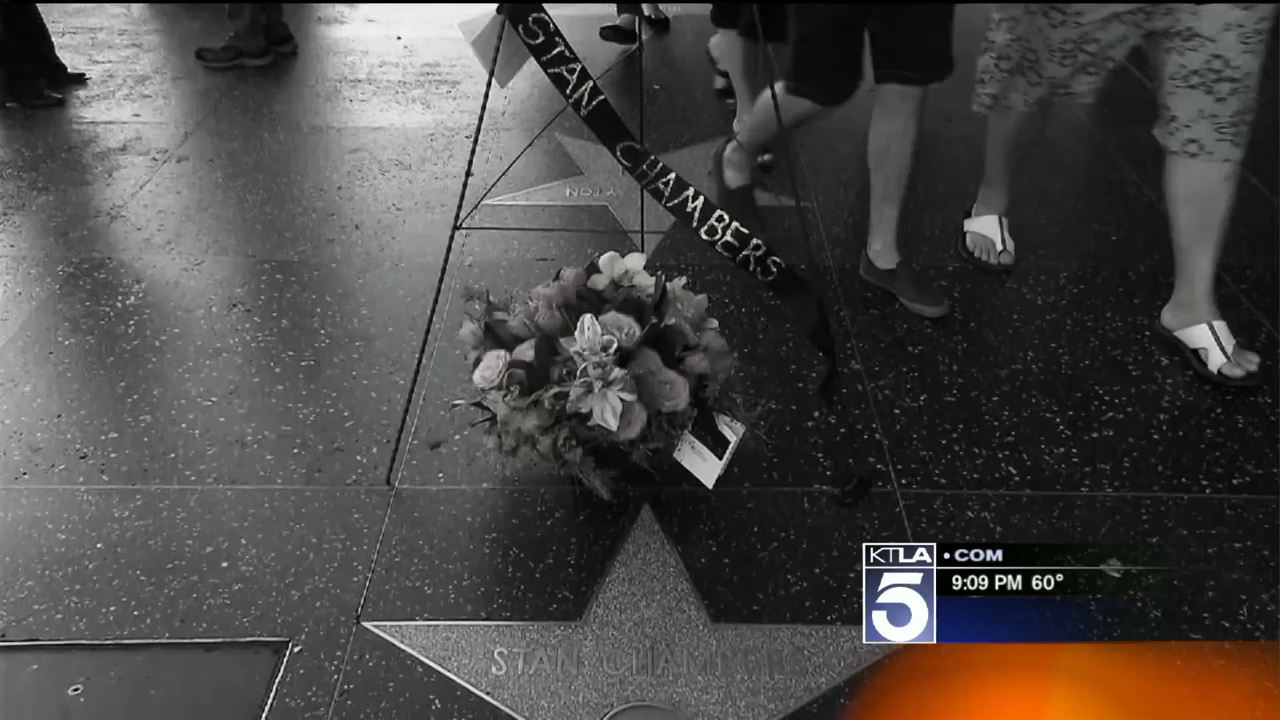 STAN CHAMBERS
KTLA
• COM
5
9:09 PM 60°
STAN CHAMBERS